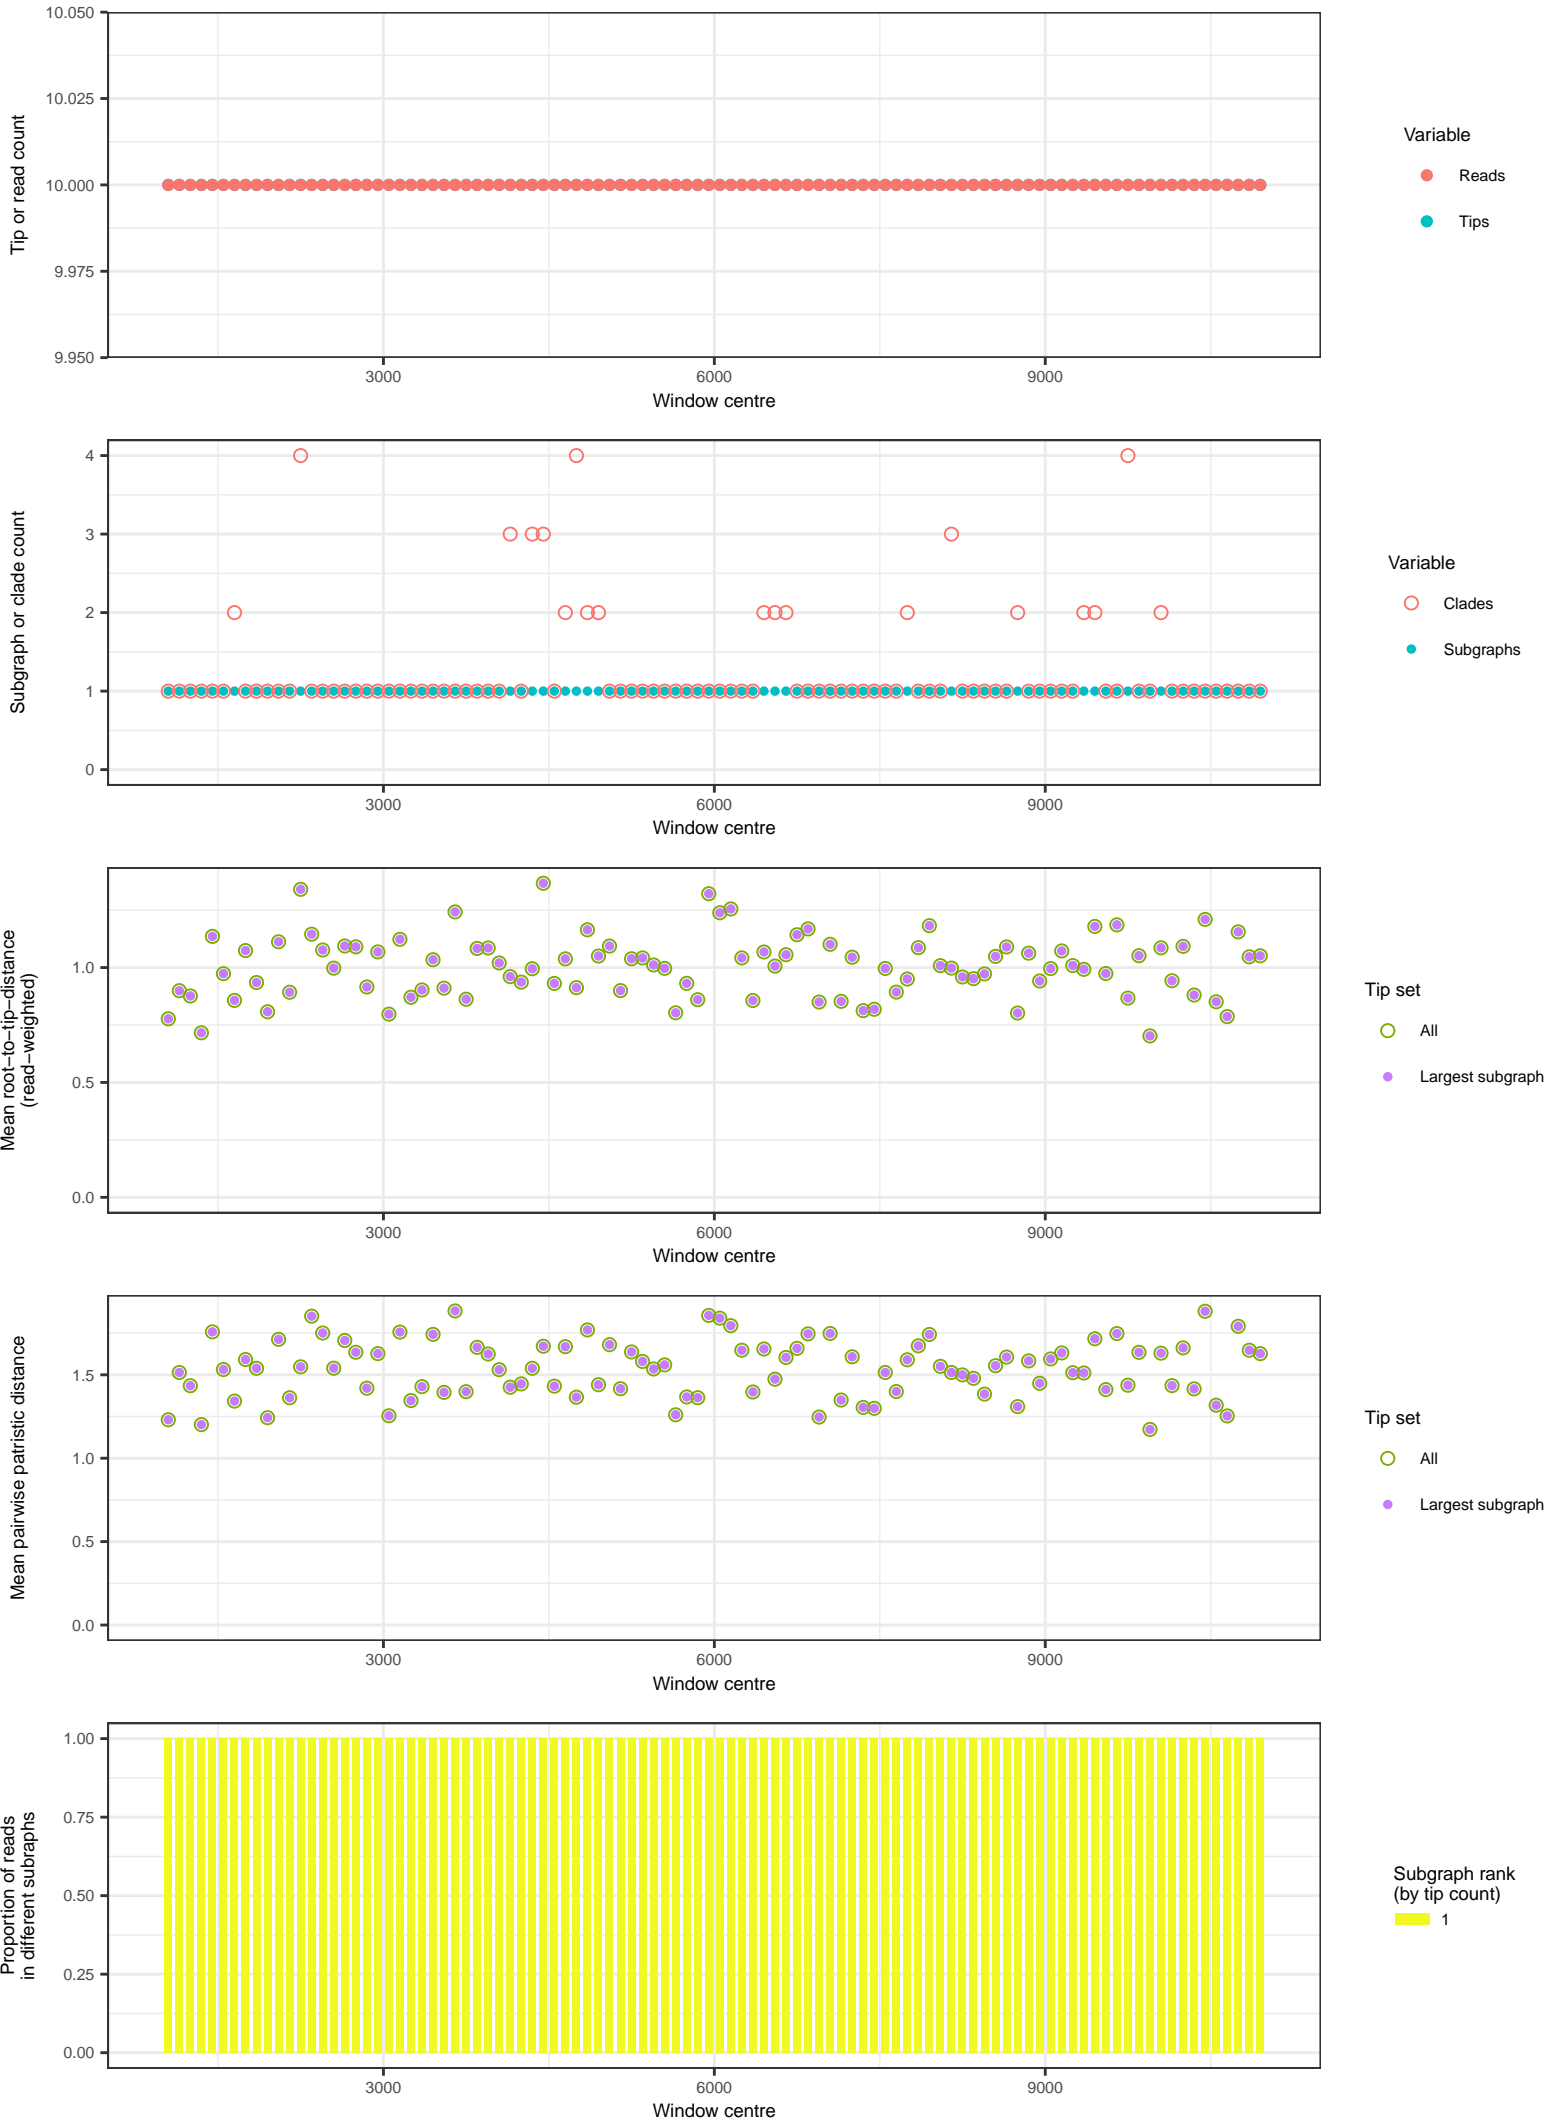 10.050
10.025
10.000
9.975
9.950
Tip or read count
3000 6000 9000
Window centre
Variable
Reads
Tips
4
3
2
1
0
Subgraph or clade count
3000 6000 9000
Window centre
Variable
Clades
Subgraphs
1.0
0.5
0.0
Mean root−to−tip−distance
(read−weighted)
3000 6000 9000
Window centre
Tip set
All
Largest subgraph
1.5
1.0
0.5
0.0
Mean pairwise patristic distance
3000 6000 9000
Window centre
Tip set
All
Largest subgraph
1.00
0.75
0.50
0.25
0.00
Proportion of reads
in different subraphs
3000 6000 9000
Window centre
Subgraph rank
(by tip count)
1